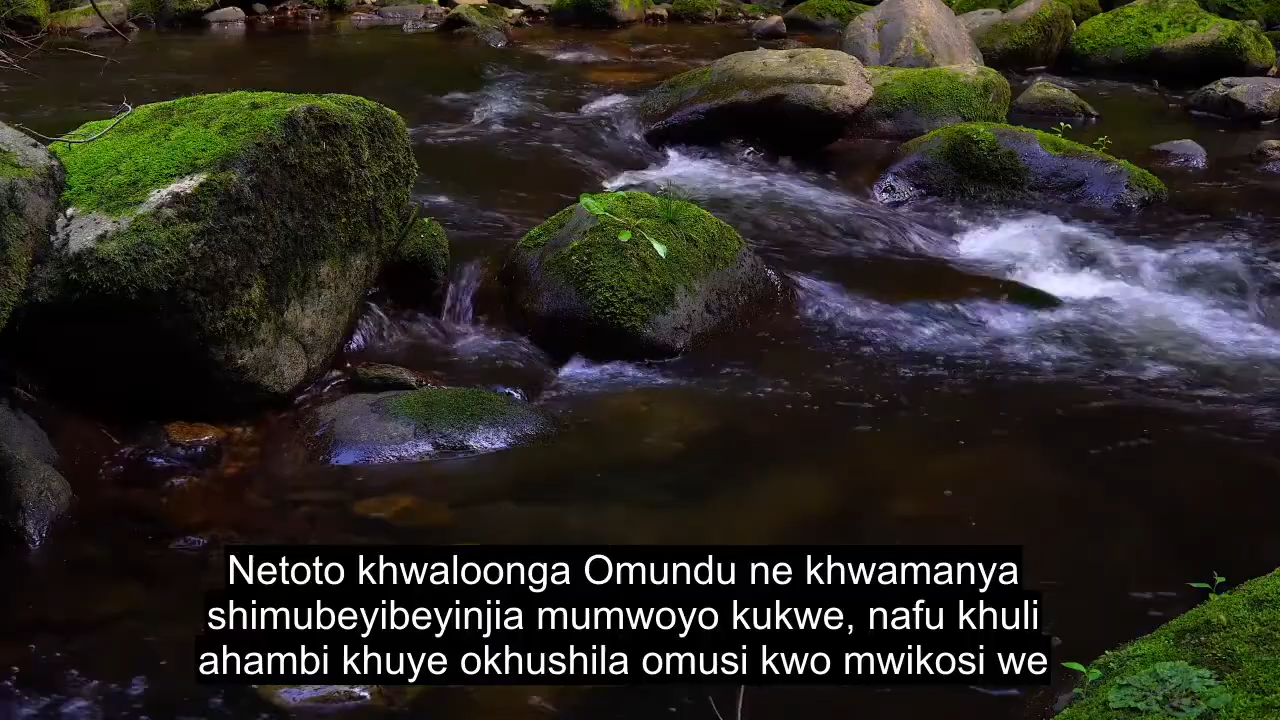 Netoto khwaloonga Omundu ne khwamanya
shimubeyibeyinjia mumwoyo kukwe, nafu khuli
ahambi khuye okhushila omusi kwo mwikosi we